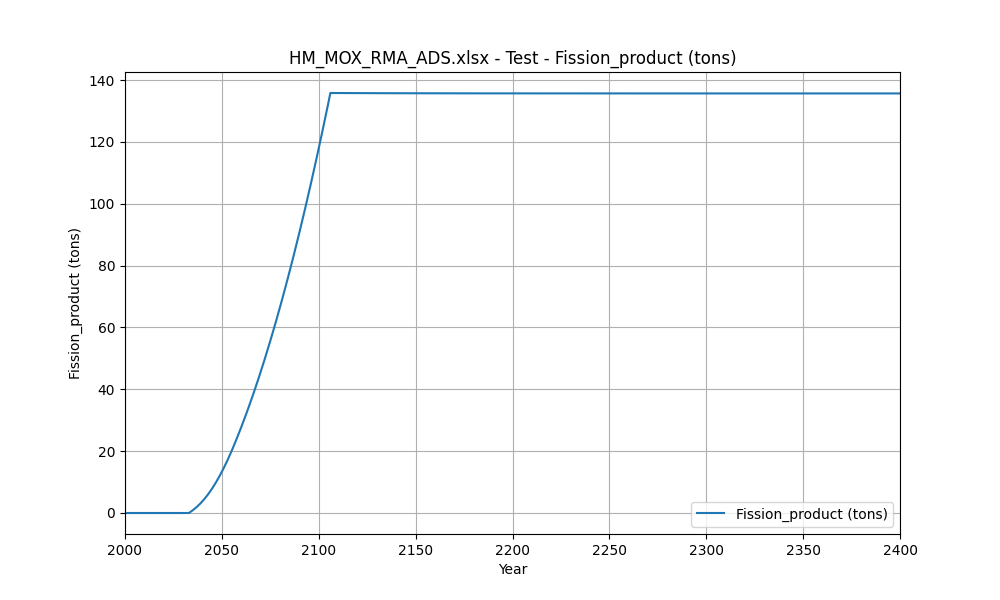 HM_MOX_RMA_ADS.xlsx - Test - Fission_product (tons)
Fission_product (tons)
140
120
100
80
60
40
20
0
Fission_product (tons)
2000 2050 2100 2150 2200 2250 2300 2350 2400
Year